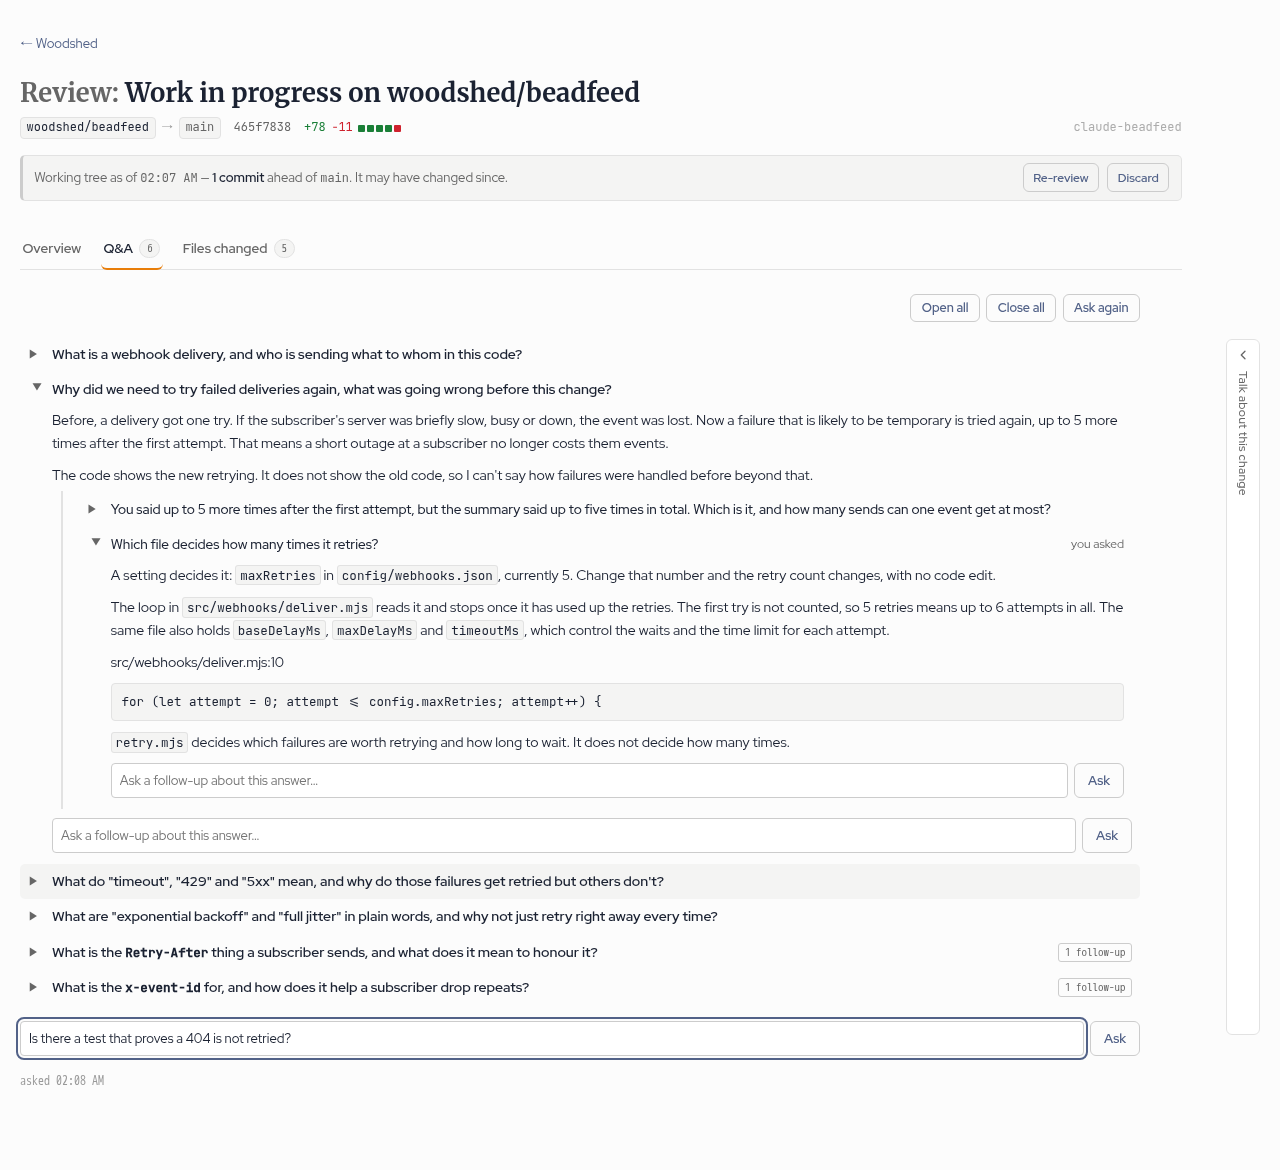 ← Woodshed
Review: Work in progress on woodshed/beadfeed
woodshed/beadfeed → main 465f7838 +78 -11 claude-beadfeed
Working tree as of 02:07 AM — 1 commit ahead of main. It may have changed since. Re-review Discard
Overview Q&A 6 Files changed 5
Open all Close all Ask again
What is a webhook delivery, and who is sending what to whom in this code?
Why did we need to try failed deliveries again, what was going wrong before this change?
Before, a delivery got one try. If the subscriber's server was briefly slow, busy or down, the event was lost. Now a failure that is likely to be temporary is tried again, up to 5 more
times after the first attempt. That means a short outage at a subscriber no longer costs them events.
The code shows the new retrying. It does not show the old code, so I can't say how failures were handled before beyond that.
You said up to 5 more times after the first attempt, but the summary said up to five times in total. Which is it, and how many sends can one event get at most?
Which file decides how many times it retries? you asked
A setting decides it: maxRetries in config/webhooks.json, currently 5. Change that number and the retry count changes, with no code edit.
The loop in src/webhooks/deliver.mjs reads it and stops once it has used up the retries. The first try is not counted, so 5 retries means up to 6 attempts in all. The
same file also holds baseDelayMs, maxDelayMs and timeoutMs, which control the waits and the time limit for each attempt.
src/webhooks/deliver.mjs:10
for (let attempt = 0; attempt <= config.maxRetries; attempt++) {
retry.mjs decides which failures are worth retrying and how long to wait. It does not decide how many times.
Ask a follow-up about this answer… Ask
Ask a follow-up about this answer… Ask
What do "timeout", "429" and "5xx" mean, and why do those failures get retried but others don't?
What are "exponential backoff" and "full jitter" in plain words, and why not just retry right away every time?
What is the Retry-After thing a subscriber sends, and what does it mean to honour it? 1 follow-up
What is the x-event-id for, and how does it help a subscriber drop repeats? 1 follow-up
Is there a test that proves a 404 is not retried? Ask
asked 02:08 AM
Talk about this change